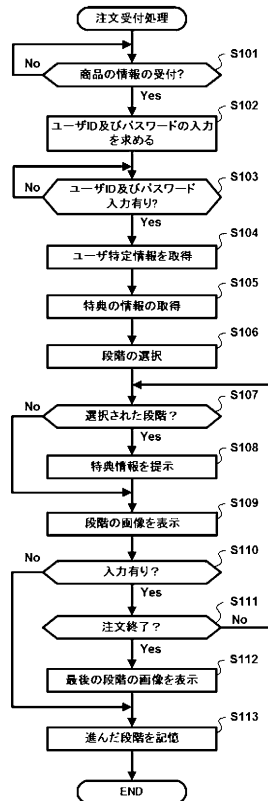 注文受付処理
S101
商品の情報の受付?
No
Yes
S102
ユーザID及びパスワードの入力
を求める
S103
ユーザID及びパスワード
入力有り?
No
Yes
S104
ユーザ特定情報を取得
S105
特典の情報の取得
S106
段階の選択
S107
No
選択された段階?
Yes
S108
特典情報を提示
S109
段階の画像を表示
S110
No
入力有り?
Yes
S111
注文終了?
No
Yes
S112
最後の段階の画像を表示
S113
進んだ段階を記憶
END